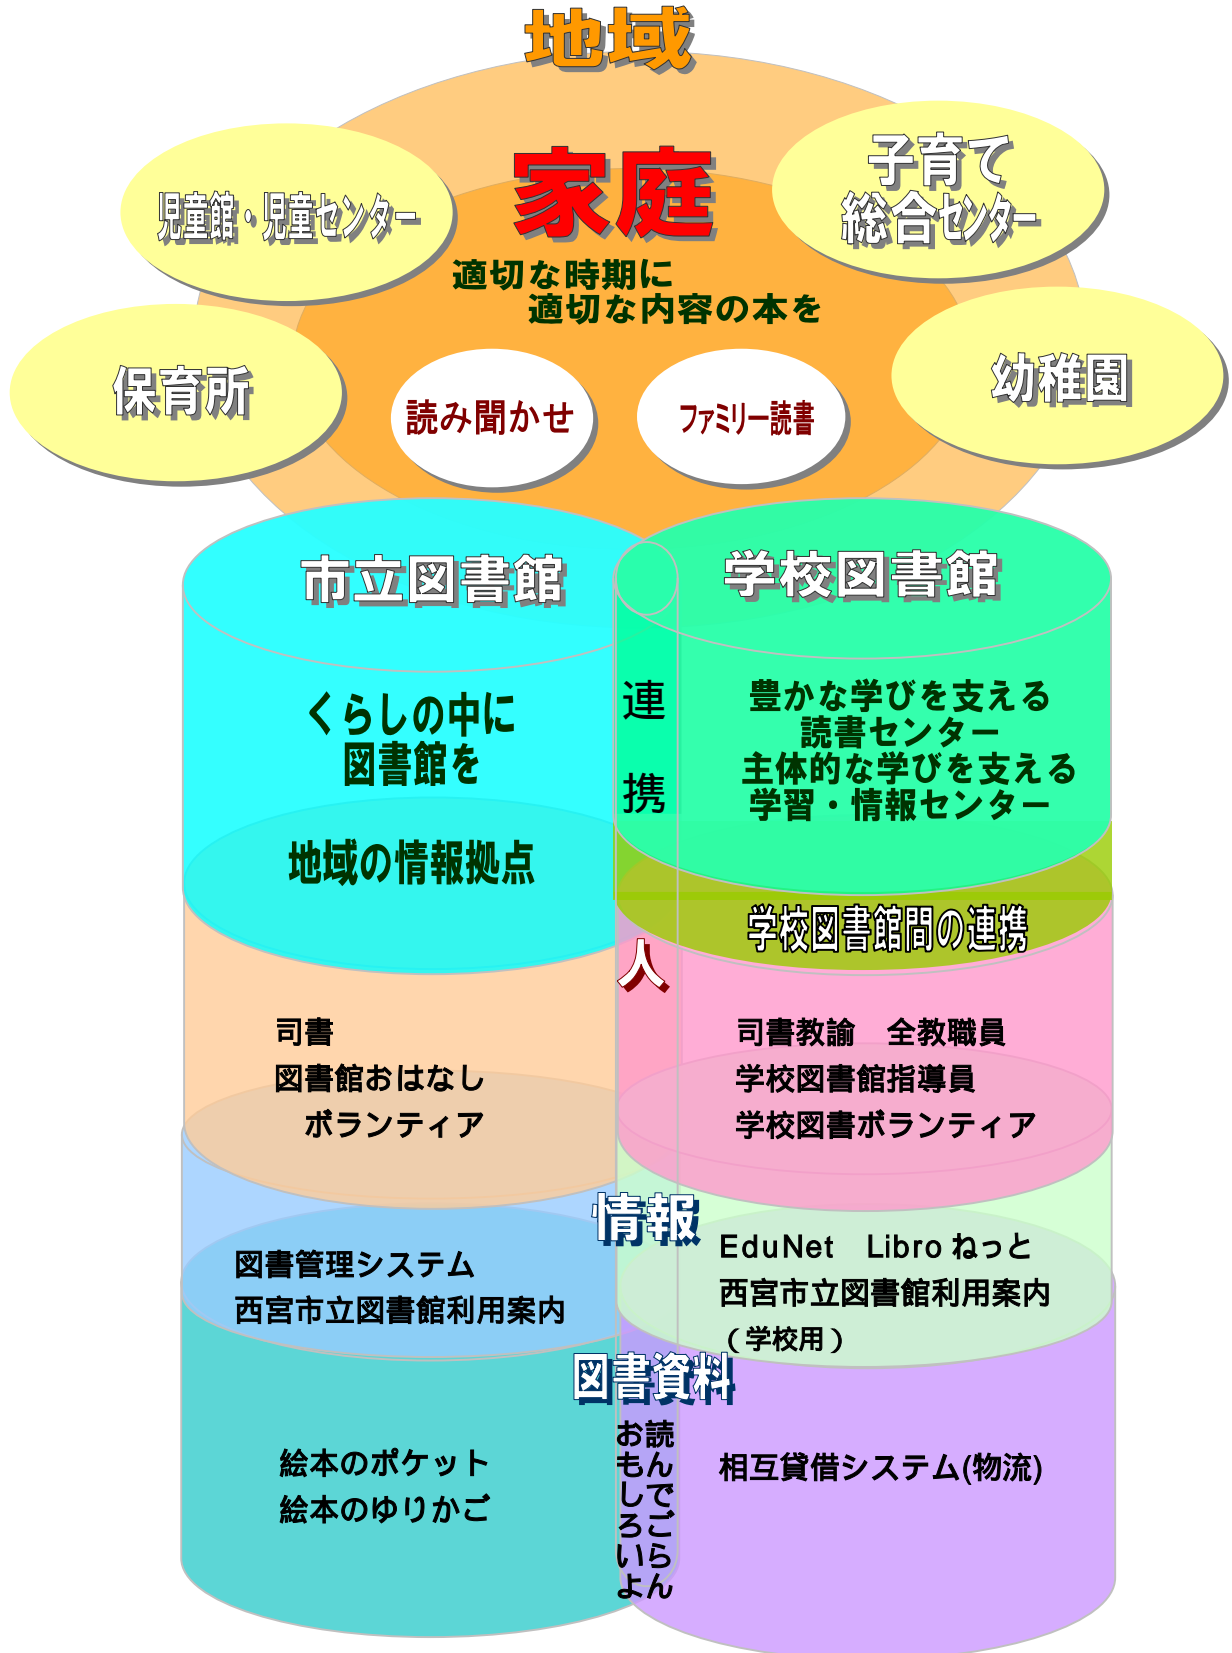 地域
家庭
児童館・児童センター
子育て
総合センター
適切な時期に
適切な内容の本を
保育所
幼稚園
読み聞かせ
ファミリー読書
市立図書館
学校図書館
連携
くらしの中に
図書館を
地域の情報拠点
豊かな学びを支える
読書センター
主体的な学びを支える
学習・情報センター
学校図書館間の連携
人
司書
図書館おはなし
ボランティア
司書教諭　全教職員
学校図書館指導員
学校図書ボランティア
情報
図書管理システム
西宮市立図書館利用案内
EduNet　Libroねっと
西宮市立図書館利用案内
（学校用）
図書資料
絵本のポケット
絵本のゆりかご
読んでごらん
おもしろいよ
相互貸借システム(物流)